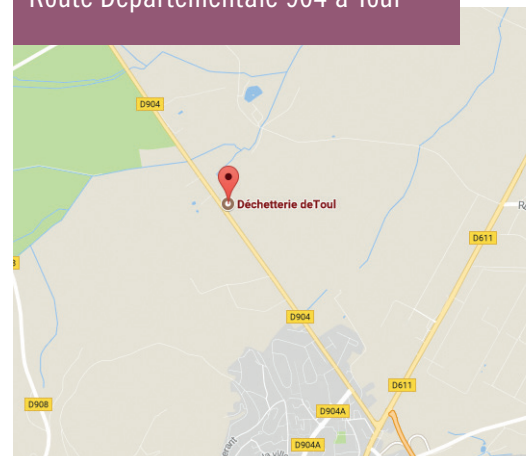 Route Départementale 904 à Toul
D904
Déchetterie deToul
D611
D904
D611
D908
D904A
D904A